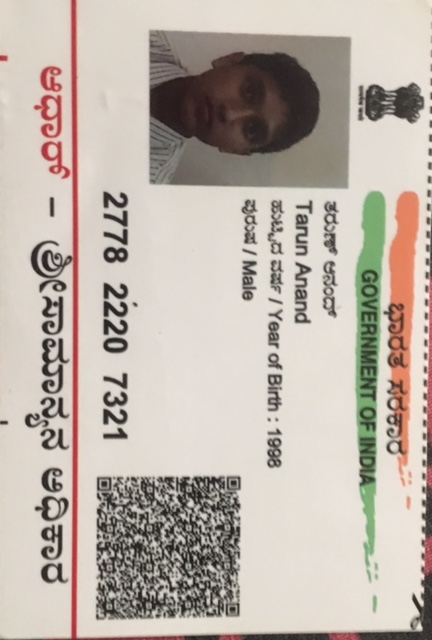 ಭಾರತ ಸರಕಾರ
GOVERNMENT OF INDIA
ತರುಣ್ ಆನಂದ್
Tarun Anand
ಹುಟ್ಟಿದ ವರ್ಷ / Year of Birth : 1998
ಪುರುಷ / Male
2778 2220 7321
ಆಧಾರ್ – ಶ್ರೀಸಾಮಾನ್ಯನ ಅಧಿಕಾರ